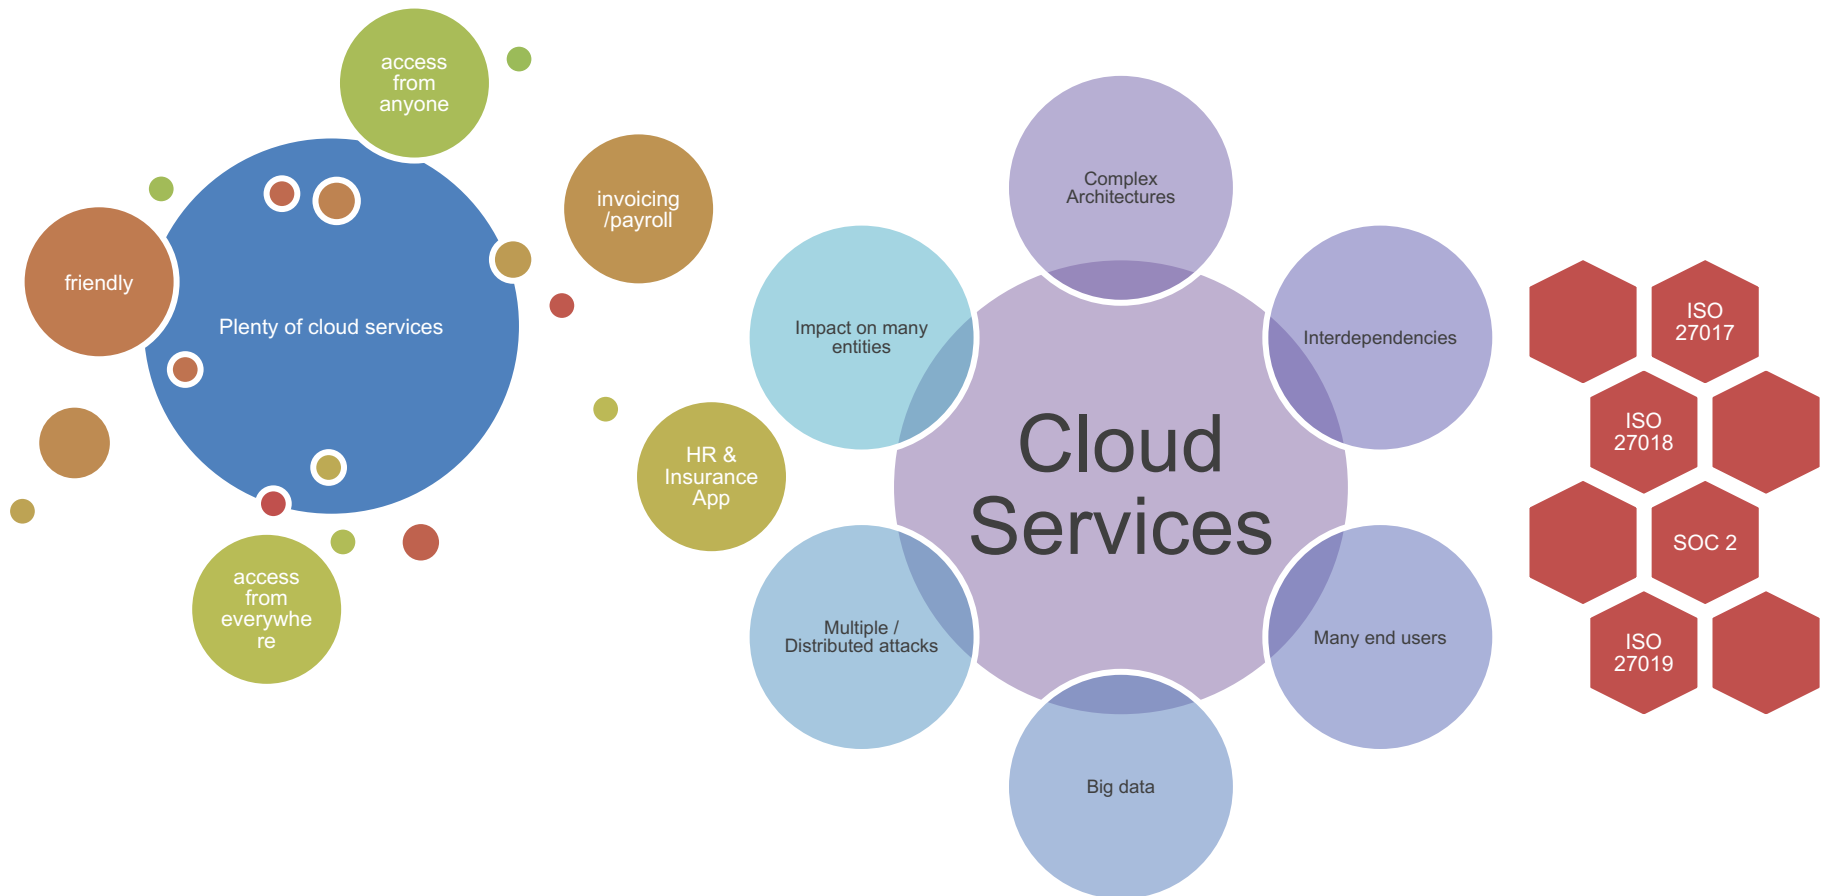 access
from
anyone
friendly
Plenty of cloud services
invoicing
/payroll
HR &
Insurance
App
access
from
everywhe
re
Cloud
Services
Complex
Architectures
Interdependencies
Many end users
Big data
Multiple /
Distributed attacks
Impact on many
entities
ISO
27017
ISO
27018
SOC 2
ISO
27019